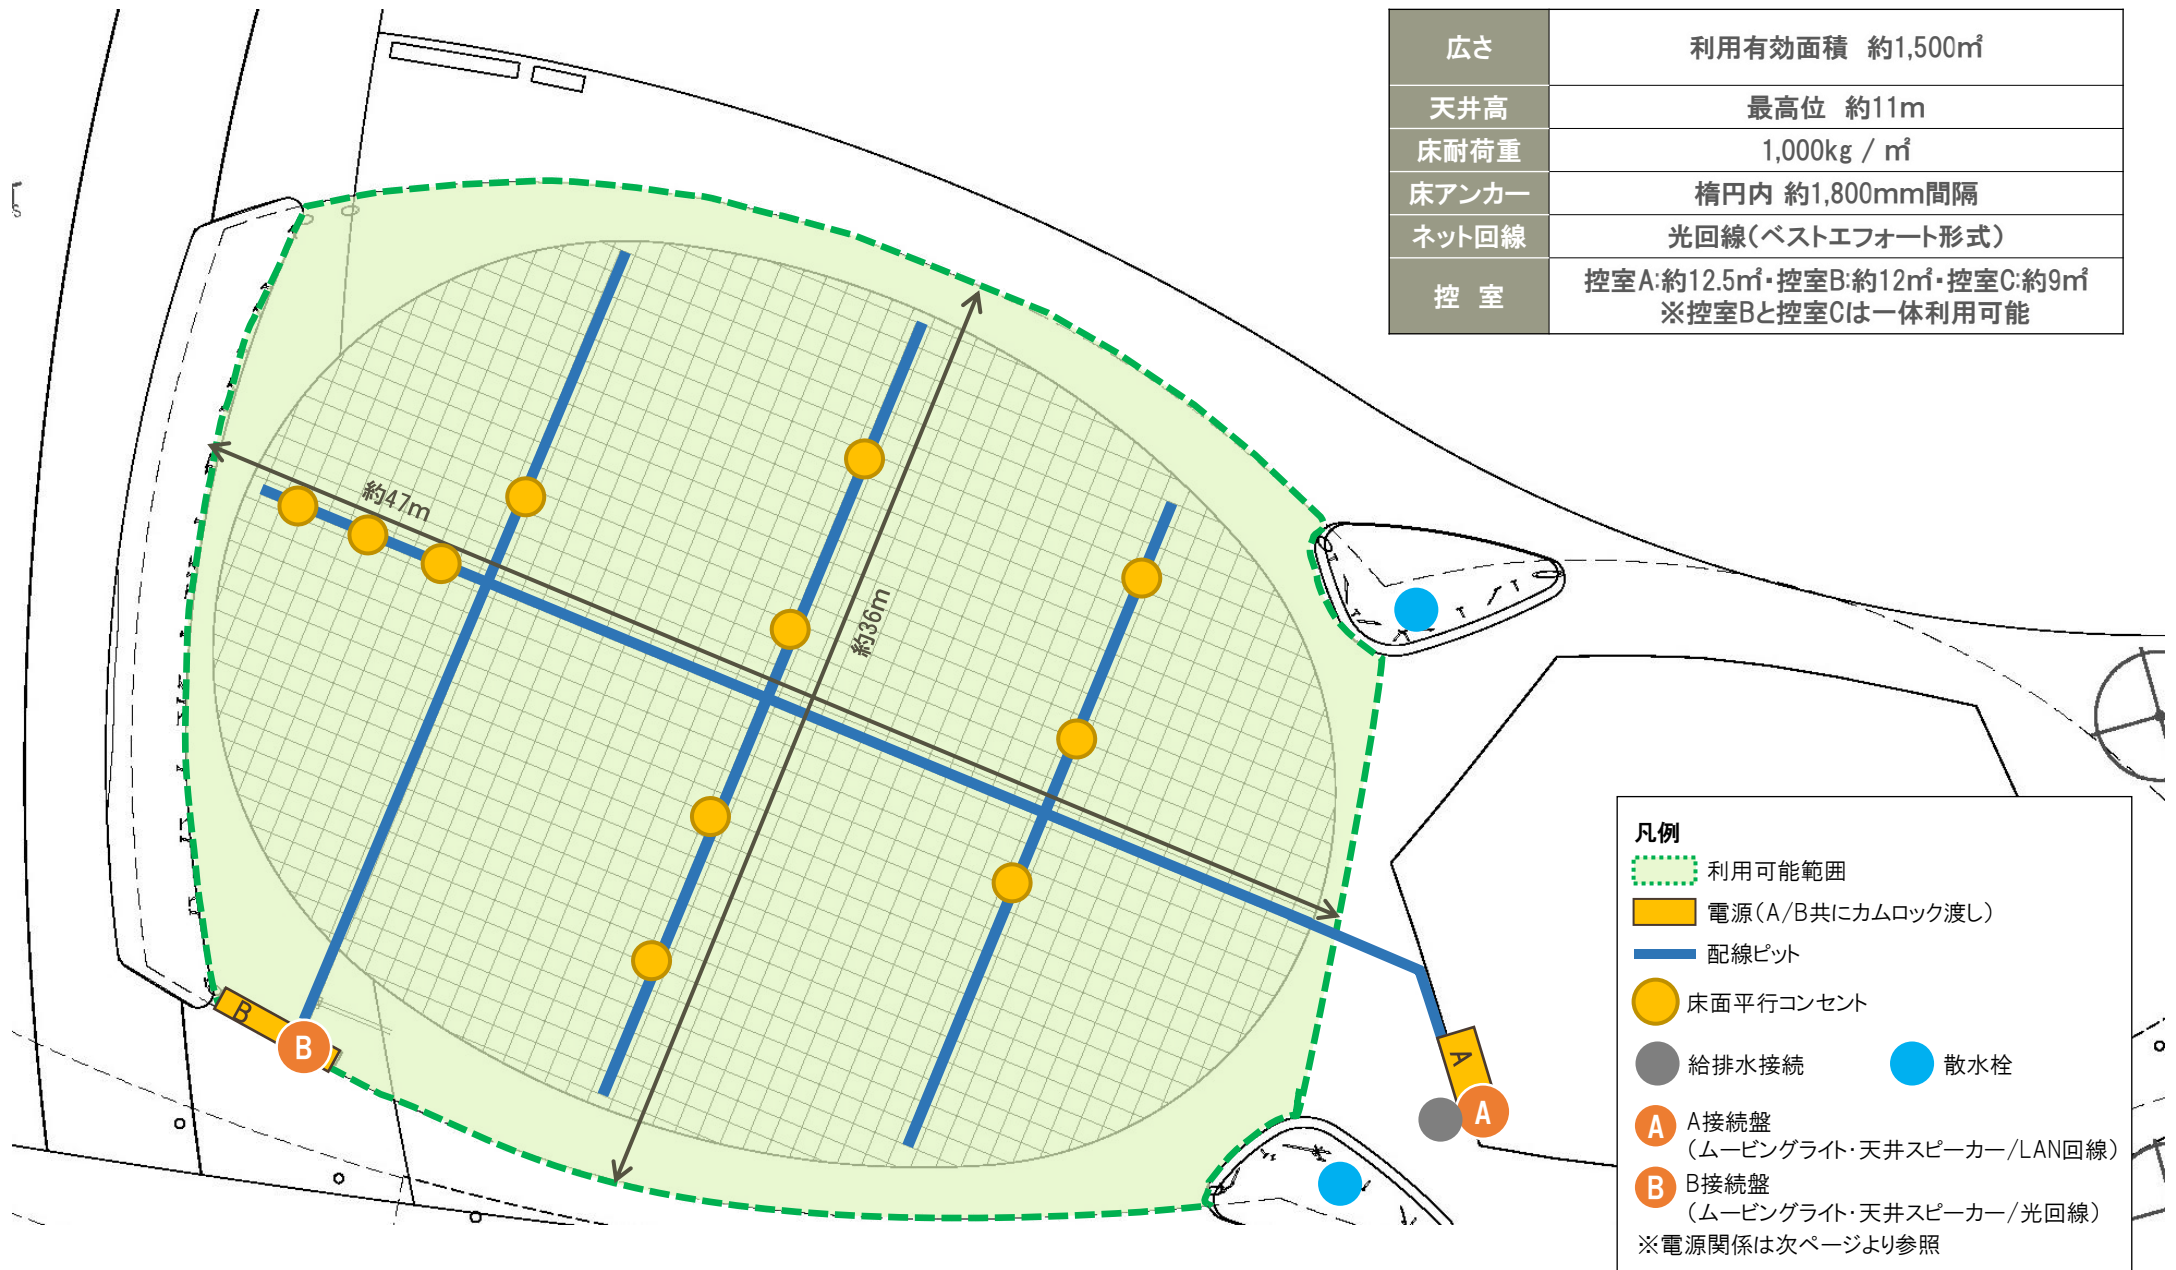 広さ 利用有効面積 約1,500㎡
天井高 最高位 約11m
床耐荷重 1,000kg / ㎡
床アンカー 楕円内 約1,800mm間隔
ネット回線 光回線(ベストエフォート形式)
控 室 控室A:約12.5㎡・控室B:約12㎡・控室C:約9㎡
※控室Bと控室Cは一体利用可能
約47m
約36m
B
B
A
A
凡例
利用可能範囲
電源(A/B共にカムロック渡し)
配線ピット
床面平行コンセント
給排水接続 散水栓
A A接続盤
(ムービングライト・天井スピーカー/LAN回線)
B B接続盤
(ムービングライト・天井スピーカー/光回線)
※電源関係は次ページより参照